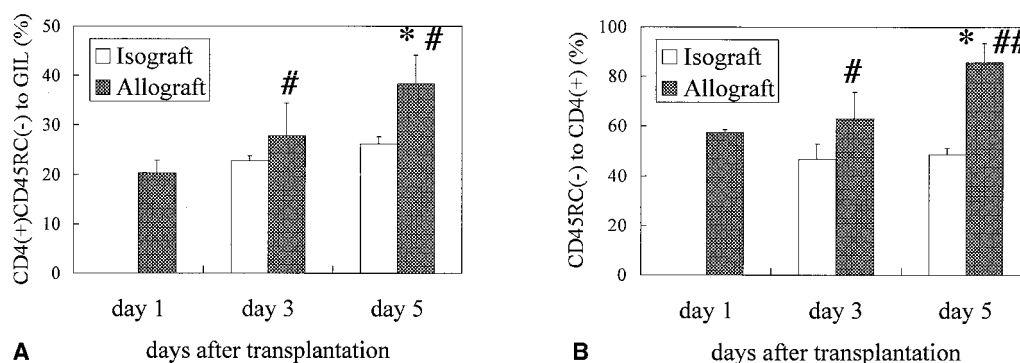 CD4(+)CD45RC(-) to GIL (%)
50
40
30
20
10
0
Isograft
Allograft
#
* #
day 1
day 3
day 5
A
days after transplantation
CD45RC(-) to CD4(+) (%)
100
80
60
40
20
0
Isograft
Allograft
#
* ##
day 1
day 3
day 5
B
days after transplantation